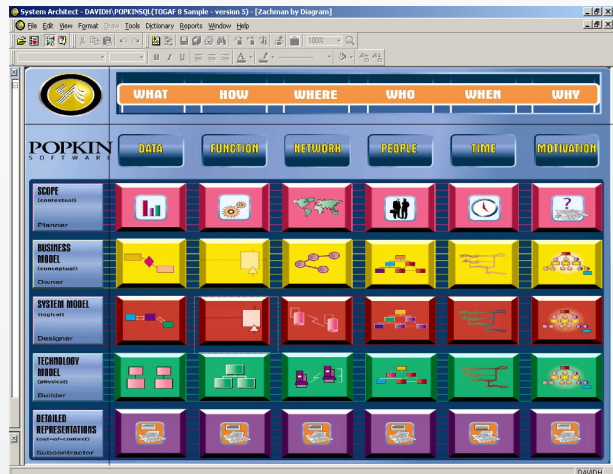 System Architect - DAVIDH\POPKINSQL(TOGAF 8 Sample - version 5) - [Zachman by Diagram]
File Edit View Format Draw Tools Dictionary Reports Window Help
100%
B I U
WHAT HOW WHERE WHO WHEN WHY
POPKIN
SOFTWARE
DATA FUNCTION NETWORK PEOPLE TIME MOTIVATION
SCOPE
(contextual)
Planner
?
BUSINESS
MODEL
(conceptual)
Owner
SYSTEM MODEL
(logical)
Designer
TECHNOLOGY
MODEL
(physical)
Builder
DETAILED
REPRESENTATIONS
(out-of-context)
Subcontractor
DAVIDH